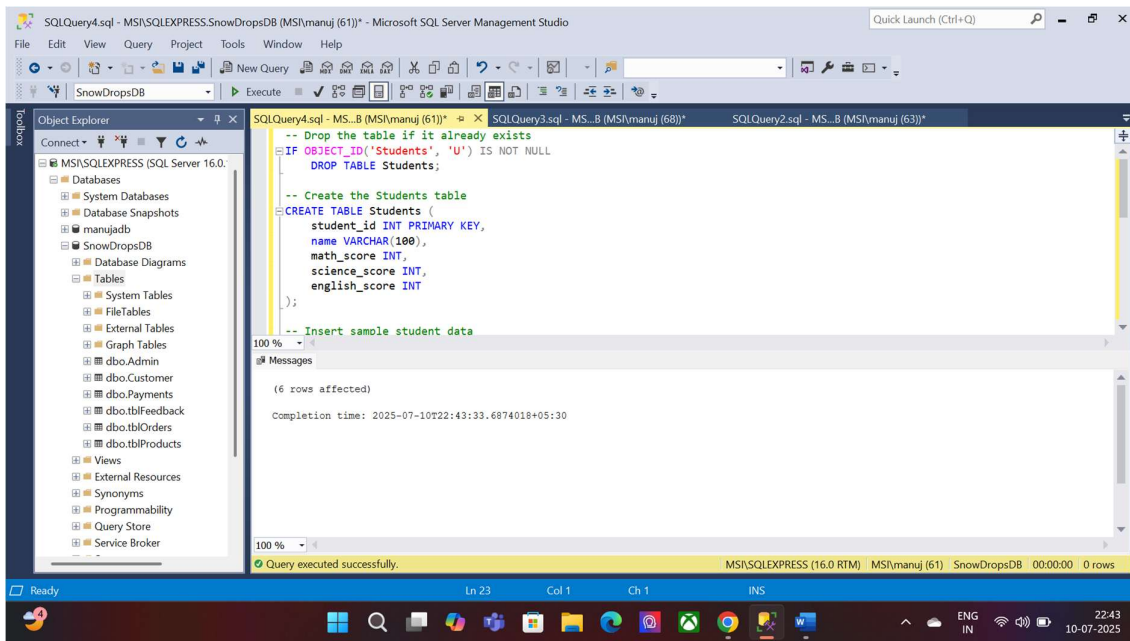 SQLQuery4.sql - MSI\SQLEXPRESS.SnowDropsDB (MSI\manuj (61))* - Microsoft SQL Server Management Studio
Quick Launch (Ctrl+Q)
File Edit View Query Project Tools Window Help
New Query
SnowDropsDB
Execute
Toolbox
Object Explorer
SQLQuery4.sql - MS...B (MSI\manuj (61))*
SQLQuery3.sql - MS...B (MSI\manuj (68))*
SQLQuery2.sql - MS...B (MSI\manuj (63))*
Connect
MSI\SQLEXPRESS (SQL Server 16.0.
Databases
System Databases
Database Snapshots
manujadb
SnowDropsDB
Database Diagrams
Tables
System Tables
FileTables
External Tables
Graph Tables
dbo.Admin
dbo.Customer
dbo.Payments
dbo.tblFeedback
dbo.tblOrders
dbo.tblProducts
Views
External Resources
Synonyms
Programmability
Query Store
Service Broker
-- Drop the table if it already exists
IF OBJECT_ID('Students', 'U') IS NOT NULL
DROP TABLE Students;
-- Create the Students table
CREATE TABLE Students (
student_id INT PRIMARY KEY,
name VARCHAR(100),
math_score INT,
science_score INT,
english_score INT
);
-- Insert sample student data
100 %
Messages
(6 rows affected)
Completion time: 2025-07-10T22:43:33.6874018+05:30
100 %
Query executed successfully.
MSI\SQLEXPRESS (16.0 RTM) MSI\manuj (61) SnowDropsDB 00:00:00 0 rows
Ready
Ln 23 Col 1 Ch 1 INS
ENG
IN
22:43
10-07-2025